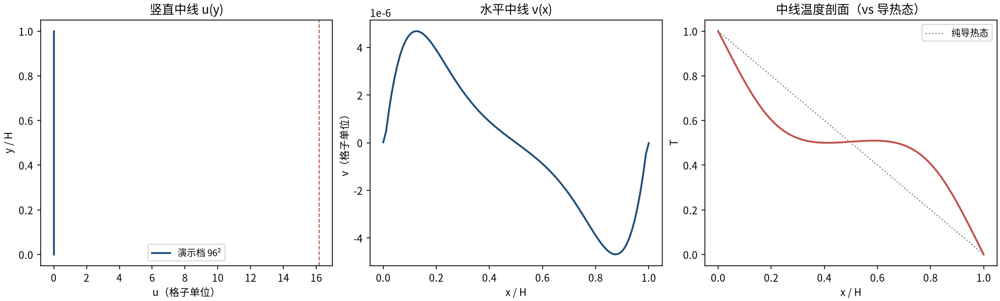 竖直中线 u(y)
1.0
0.8
0.6
0.4
0.2
0.0
y / H
演示档 96²
0 2 4 6 8 10 12 14 16
u（格子单位）
水平中线 v(x)
1e-6
4
2
0
-2
-4
v（格子单位）
0.0 0.2 0.4 0.6 0.8 1.0
x / H
中线温度剖面（vs 导热态）
纯导热态
1.0
0.8
0.6
0.4
0.2
0.0
T
0.0 0.2 0.4 0.6 0.8 1.0
x / H